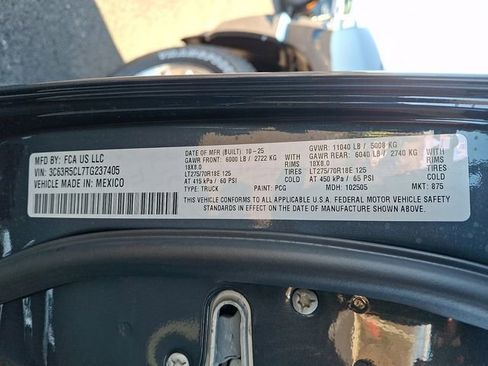 MFD BY: FCA US LLC
VIN: 3C63R5CL7TG237405
VEHICLE MADE IN: MEXICO
DATE OF MFR (BUILT): 10-25
GVWR: 11040 LB / 5008 KG
GAWR FRONT: 6000 LB / 2722 KG
GAWR REAR: 6040 LB / 2740 KG
18X8.0 RIMS
18X8.0 RIMS
LT275/70R18E 125 TIRES
LT275/70R18E 125 TIRES
AT 415 kPa / 60 PSI COLD
AT 450 kPa / 65 PSI COLD
TYPE: TRUCK PAINT: PCG MDH: 102505 MKT: 875
THIS VEHICLE CONFORMS TO ALL APPLICABLE U.S.A. FEDERAL MOTOR VEHICLE SAFETY
STANDARDS IN EFFECT ON THE DATE OF MANUFACTURE SHOWN ABOVE.